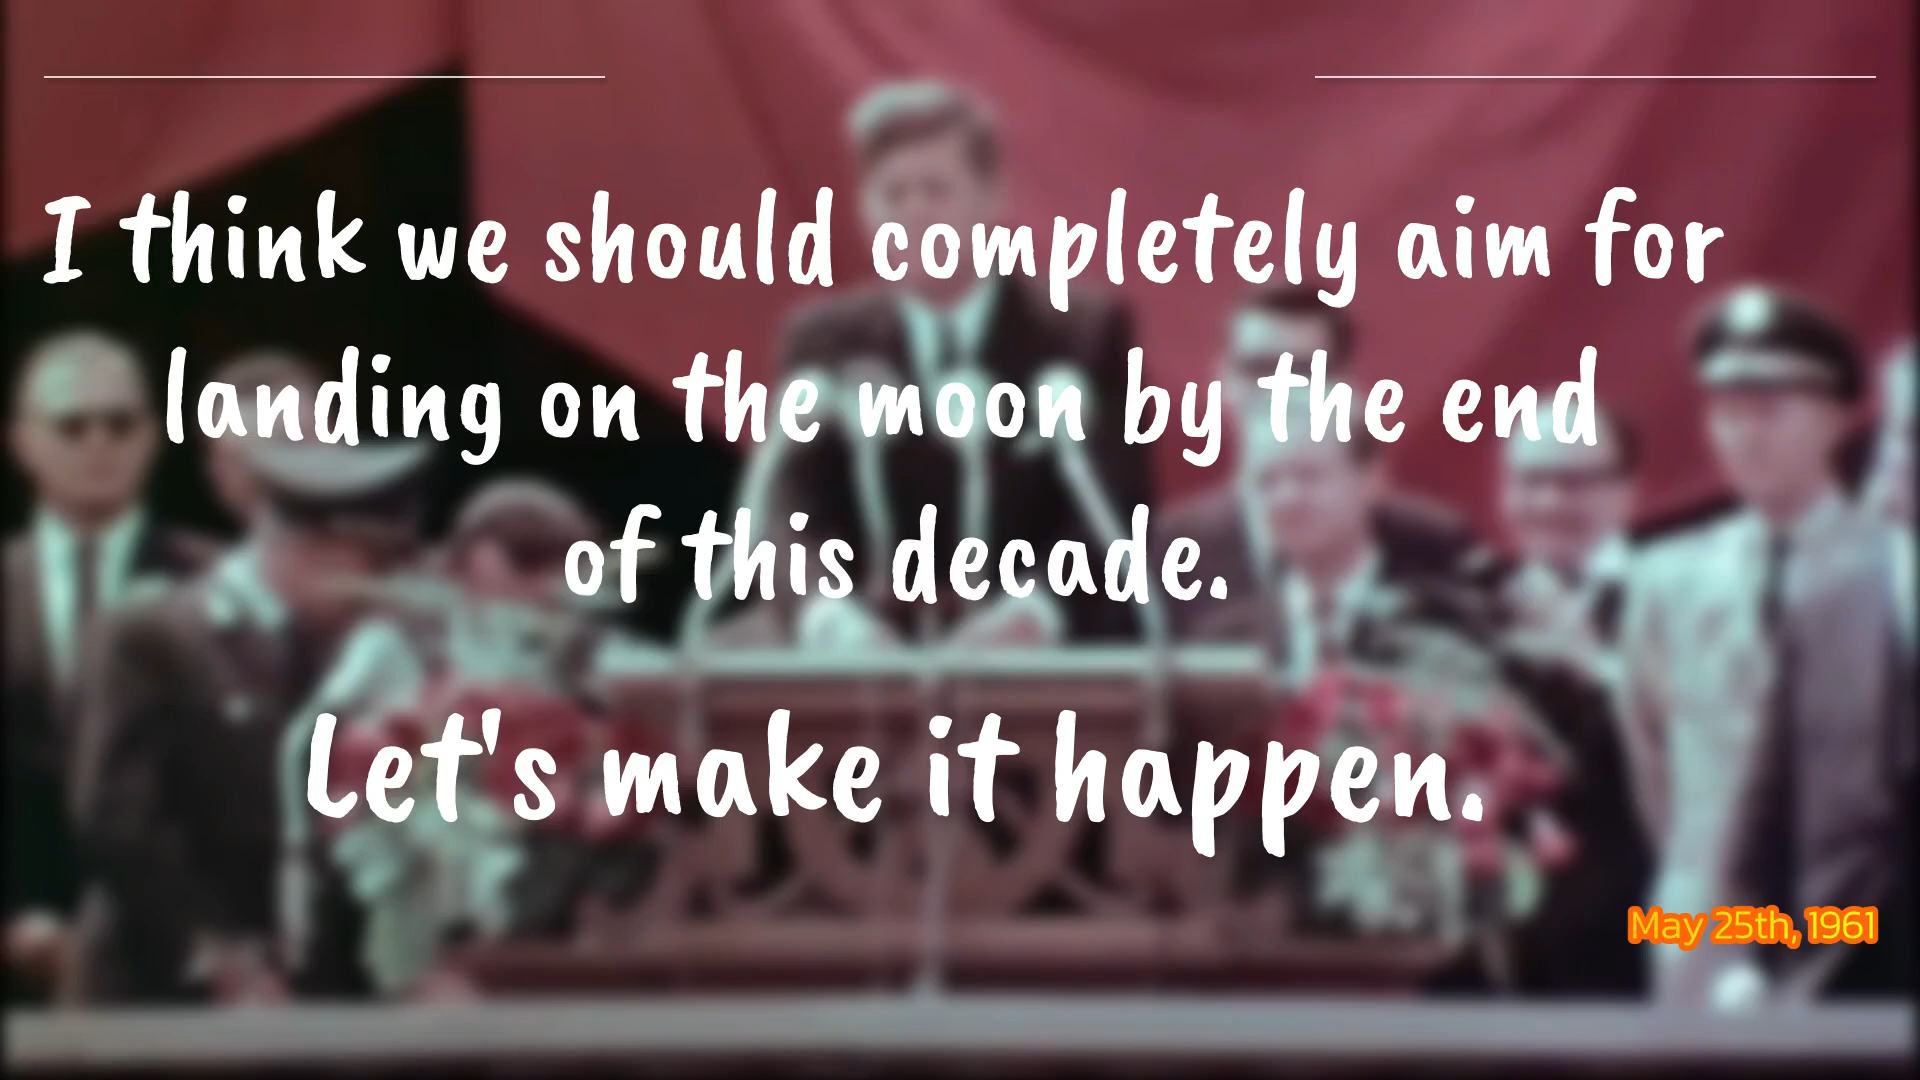 I think we should completely aim for
landing on the moon by the end
of this decade.
Let's make it happen.
May 25th, 1961